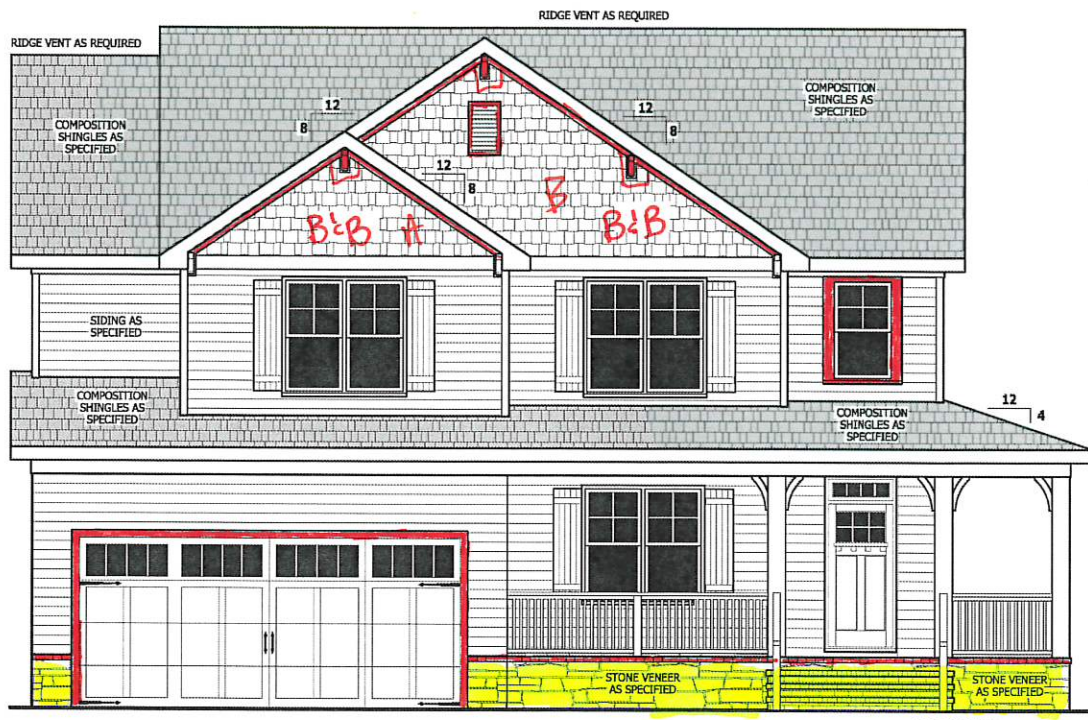 RIDGE VENT AS REQUIRED
RIDGE VENT AS REQUIRED
COMPOSITION
SHINGLES AS
SPECIFIED
12
8
12
8
COMPOSITION
SHINGLES AS
SPECIFIED
12
8
B
B&B A
B&B
SIDING AS
SPECIFIED
COMPOSITION
SHINGLES AS
SPECIFIED
COMPOSITION
SHINGLES AS
SPECIFIED
12
4
STONE VENEER
AS SPECIFIED
STONE VENEER
AS SPECIFIED